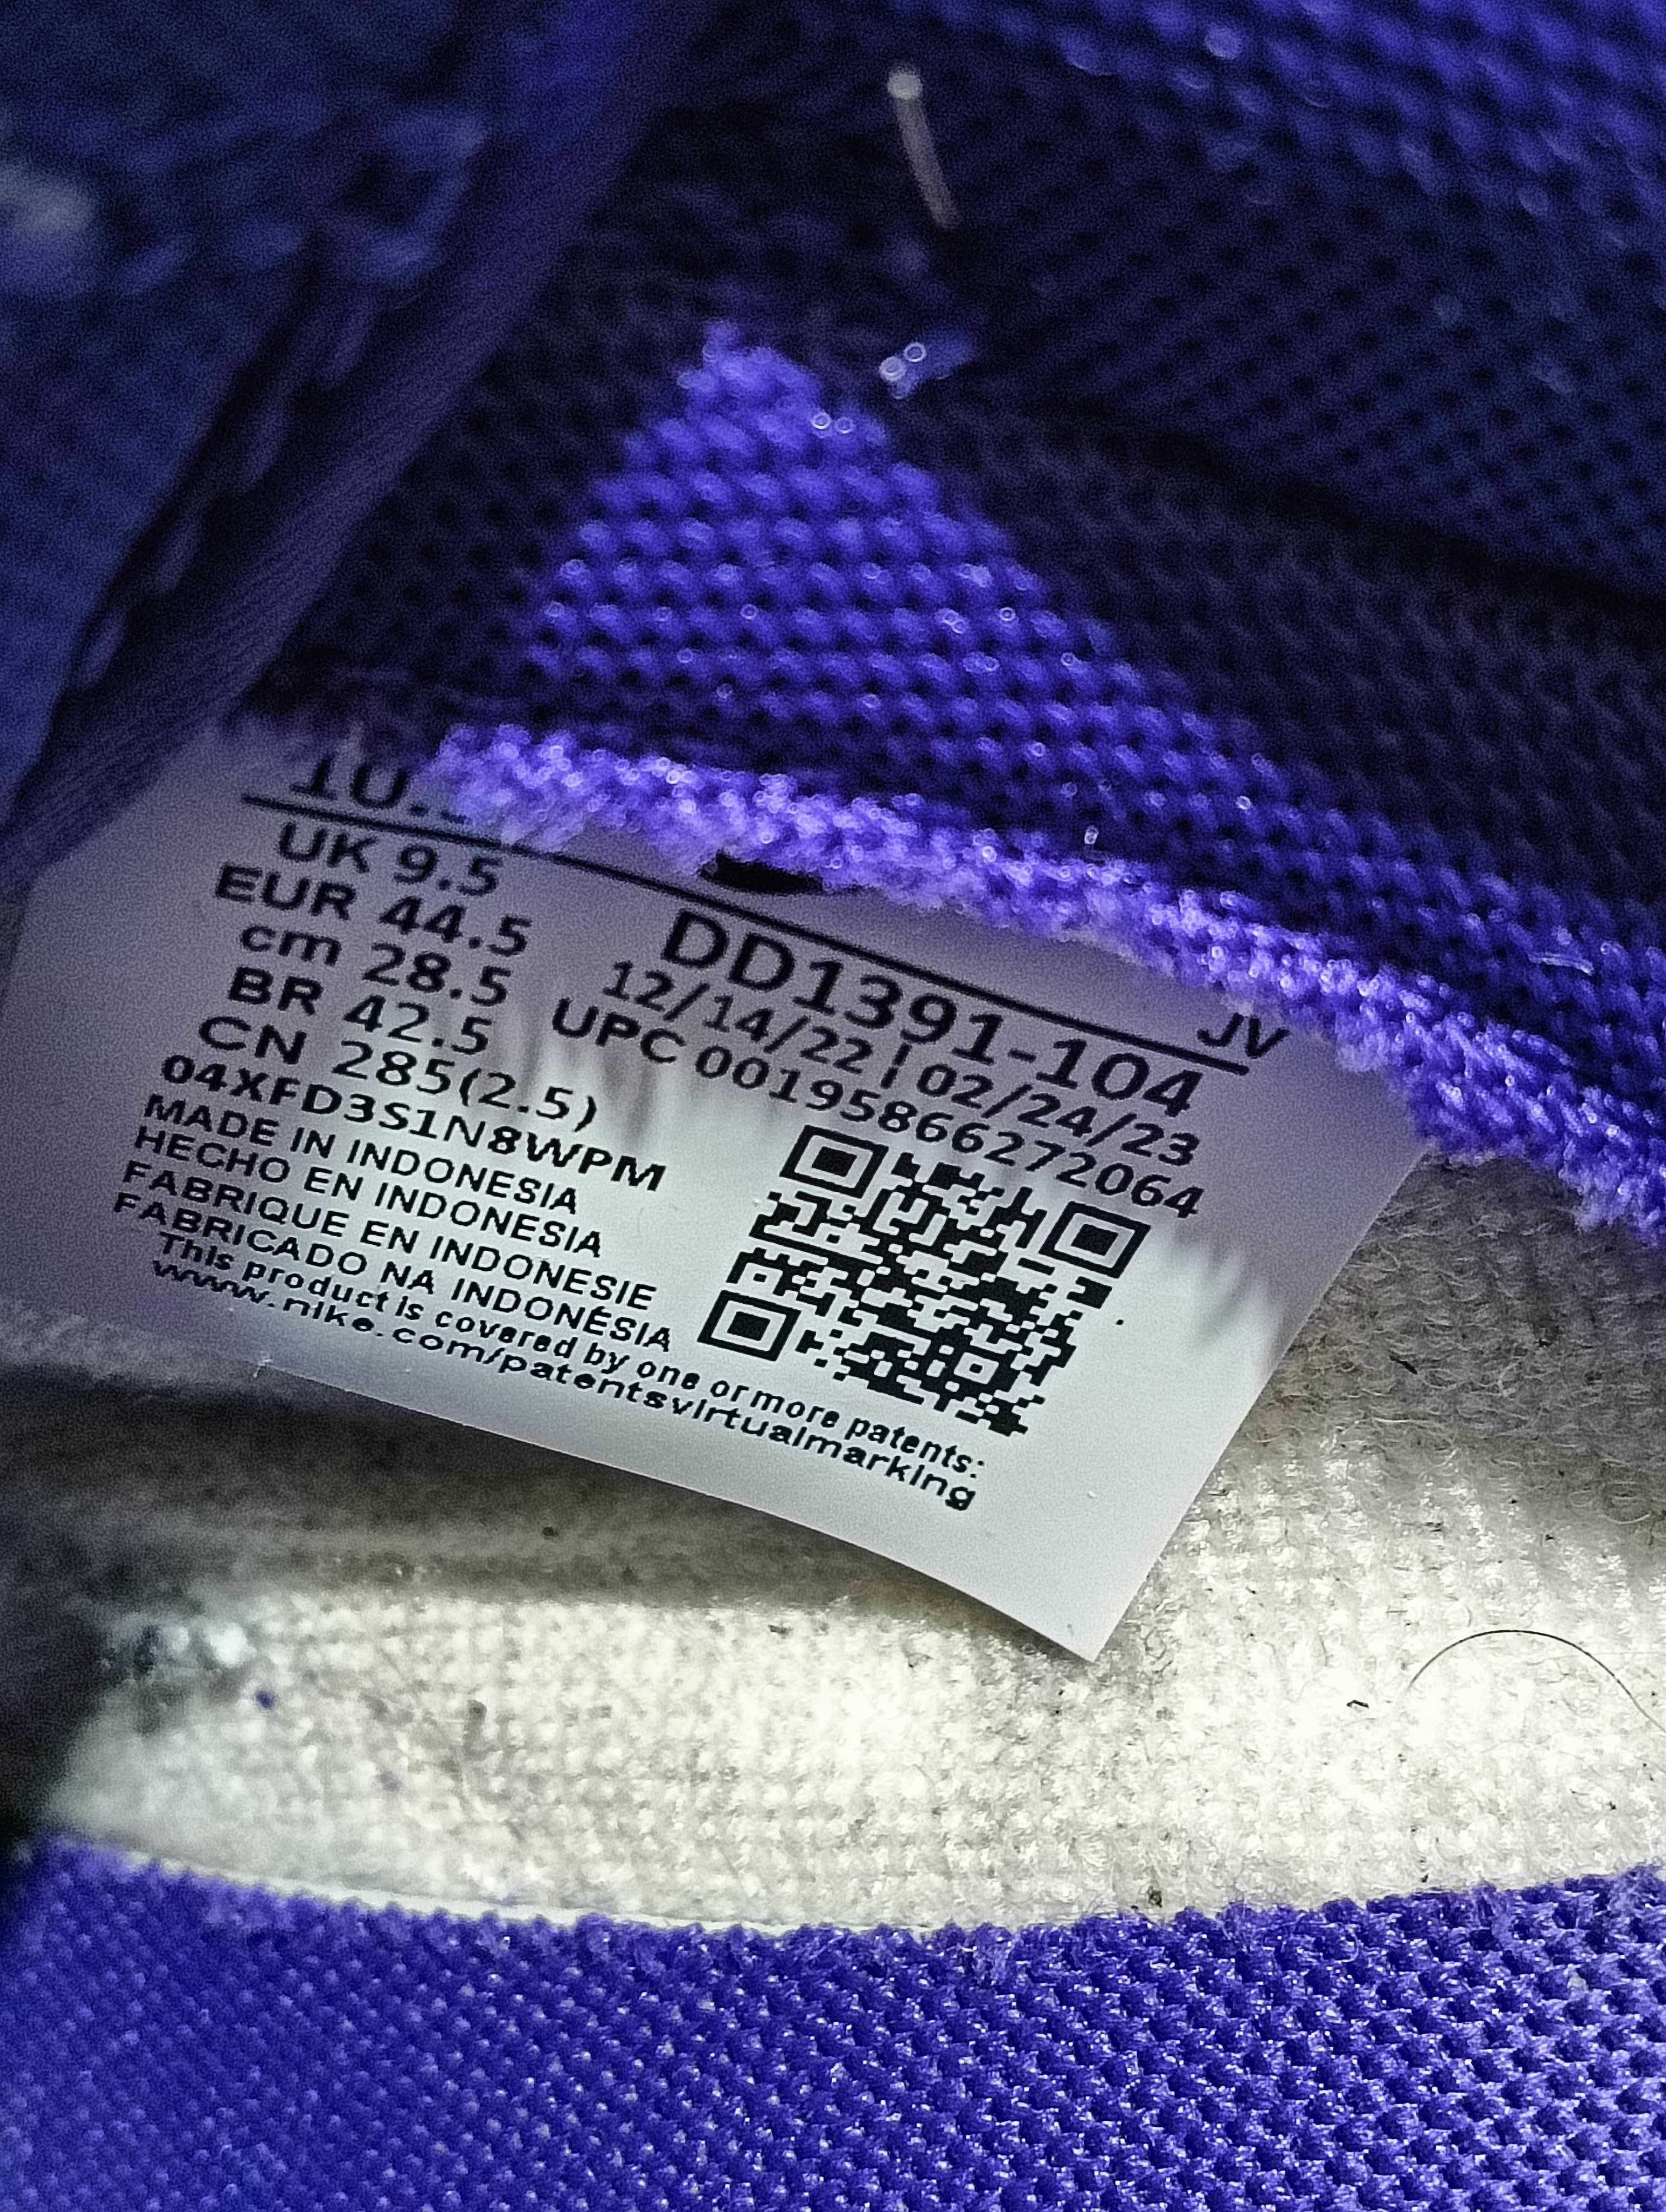 UK 9.5
EUR 44.5
cm 28.5
BR 42.5
CN 285(2.5)
04XFD3S1N8WPM
MADE IN INDONESIA
HECHO EN INDONESIA
FABRIQUE EN INDONESIE
FABRICADO NA INDONÉSIA
This product is covered by one or more patents:
www.nike.com/patentsvirtualmarking
JV
DD1391-104
12/14/22 | 02/24/23
UPC 00195866272064